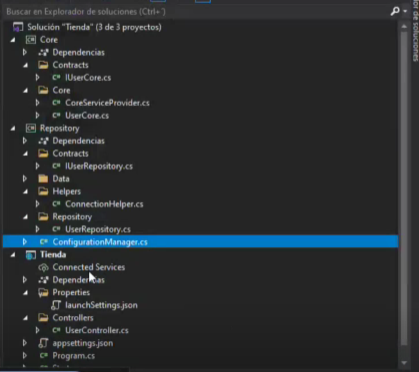 Buscar en Explorador de soluciones (Ctrl+´)
Solución "Tienda" (3 de 3 proyectos)
Core
Dependencias
Contracts
C# IUserCore.cs
Core
C# CoreServiceProvider.cs
C# UserCore.cs
Repository
Dependencias
Contracts
C# IUserRepository.cs
Data
Helpers
C# ConnectionHelper.cs
Repository
C# UserRepository.cs
C# ConfigurationManager.cs
Tienda
Connected Services
Dependencias
Properties
launchSettings.json
Controllers
C# UserController.cs
appsettings.json
C# Program.cs
de soluciones